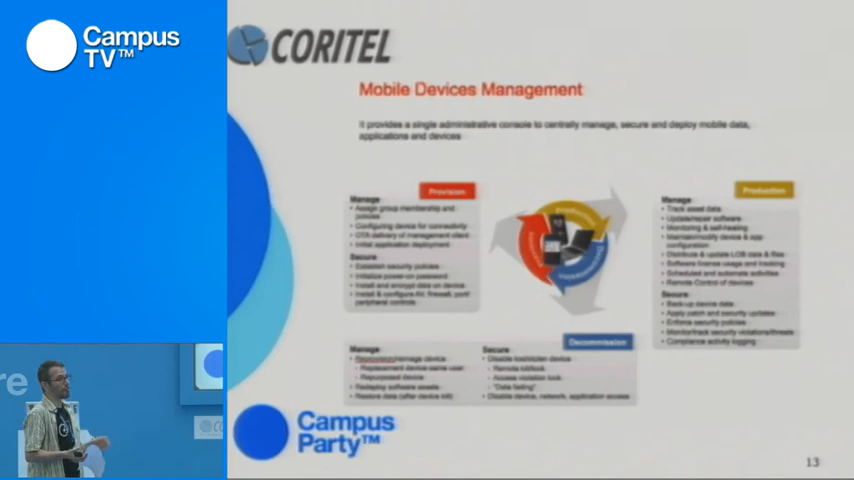 Campus
TV™
CORITEL
Mobile Devices Management
It provides a single administrative console to centrally manage, secure and deploy mobile data,
applications and devices
Provision
Manage
• Assign group membership and
policies
• Configuring device for connectivity
• OTA delivery of management client
• Initial application deployment
Secure
• Establish security policies
• Initialize power-on password
• Install and encrypt data on device
• Install & configure AV, firewall, port/
peripheral controls
Production
Manage
• Track asset data
• Update/repair software
• Monitoring & self-healing
• Maintain/modify device & app
configuration
• Distribute & update LOB data & files
• Software license usage and tracking
• Scheduled and automate activities
• Remote Control of devices
Secure
• Back-up device data
• Apply patch and security updates
• Enforce security policies
• Monitor/track security violations/threats
• Compliance activity logging
Decommission
Manage
device
- Replacement device-same user
- Repurposed device
• Redeploy software assets
• Restore data (after device kill)
Secure
• Disable lost/stolen device
- Remote kill/lock
- Access violation lock
- "Data fading"
• Disable device, network, application access
Campus
Party™
13